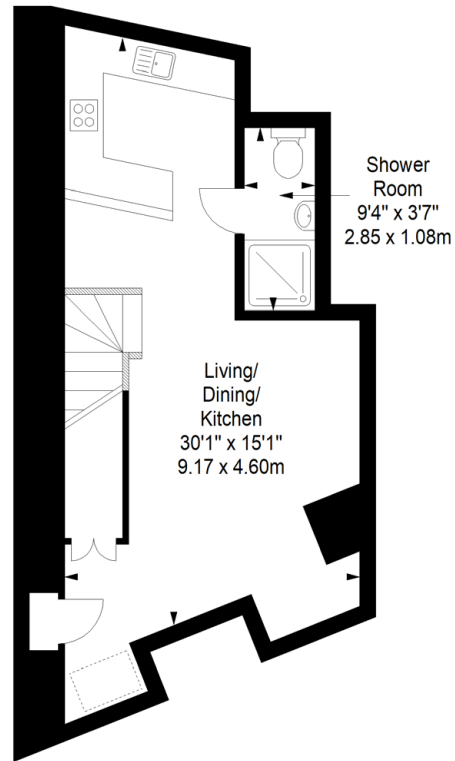 Shower
Room
9'4" x 3'7"
2.85 x 1.08m
Living/
Dining/
Kitchen
30'1" x 15'1"
9.17 x 4.60m